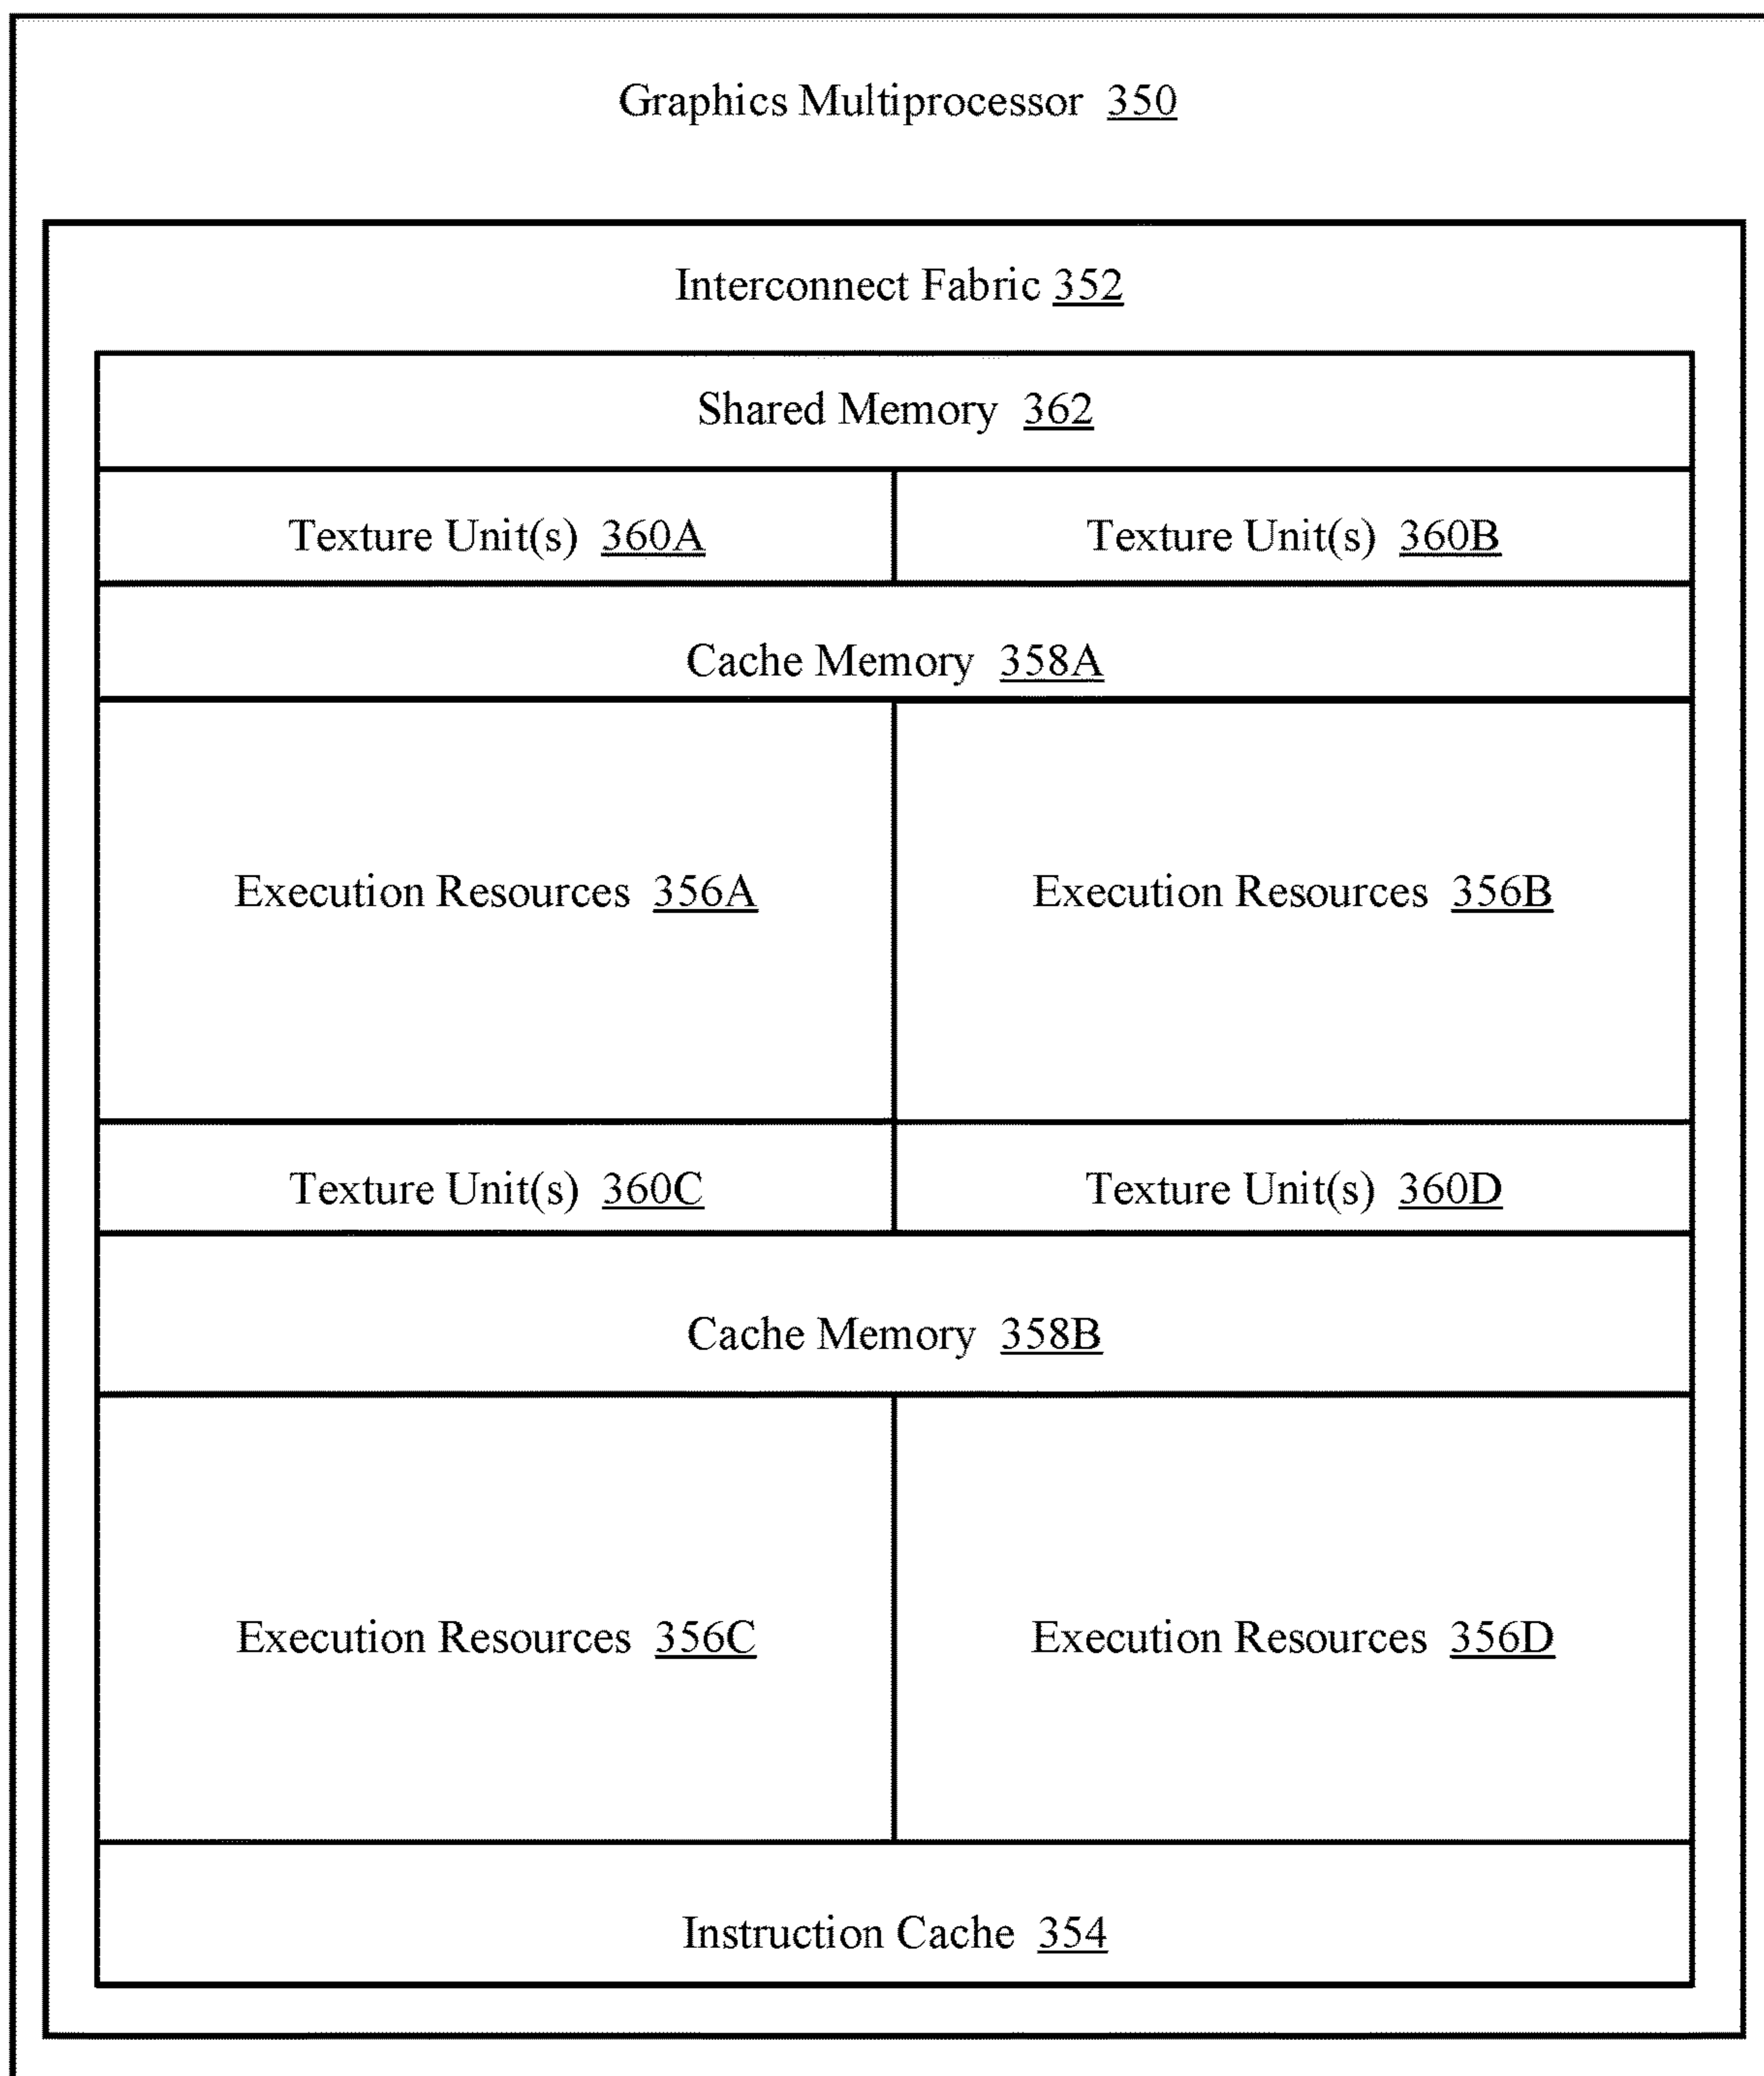 Graphics Multiprocessor 350
Interconnect Fabric 352
Shared Memory 362
Texture Unit(s) 360A
Texture Unit(s) 360B
Cache Memory 358A
Execution Resources 356A
Execution Resources 356B
Texture Unit(s) 360C
Texture Unit(s) 360D
Cache Memory 358B
Execution Resources 356C
Execution Resources 356D
Instruction Cache 354